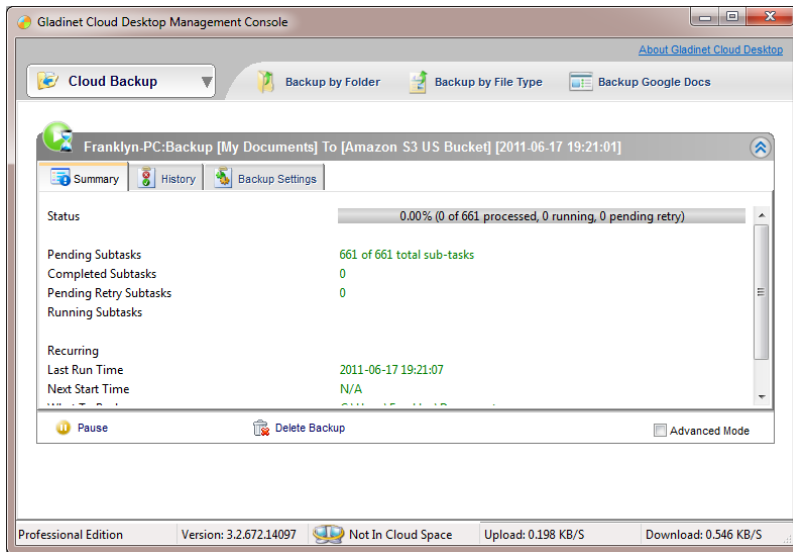 Gladinet Cloud Desktop Management Console
About Gladinet Cloud Desktop
Cloud Backup Backup by Folder Backup by File Type Backup Google Docs
Franklyn-PC:Backup [My Documents] To [Amazon S3 US Bucket] [2011-06-17 19:21:01]
Summary History Backup Settings
Status 0.00% (0 of 661 processed, 0 running, 0 pending retry)
Pending Subtasks 661 of 661 total sub-tasks
Completed Subtasks 0
Pending Retry Subtasks 0
Running Subtasks
Recurring
Last Run Time 2011-06-17 19:21:07
Next Start Time N/A
Pause Delete Backup Advanced Mode
Professional Edition Version: 3.2.672.14097 Not In Cloud Space Upload: 0.198 KB/S Download: 0.546 KB/S